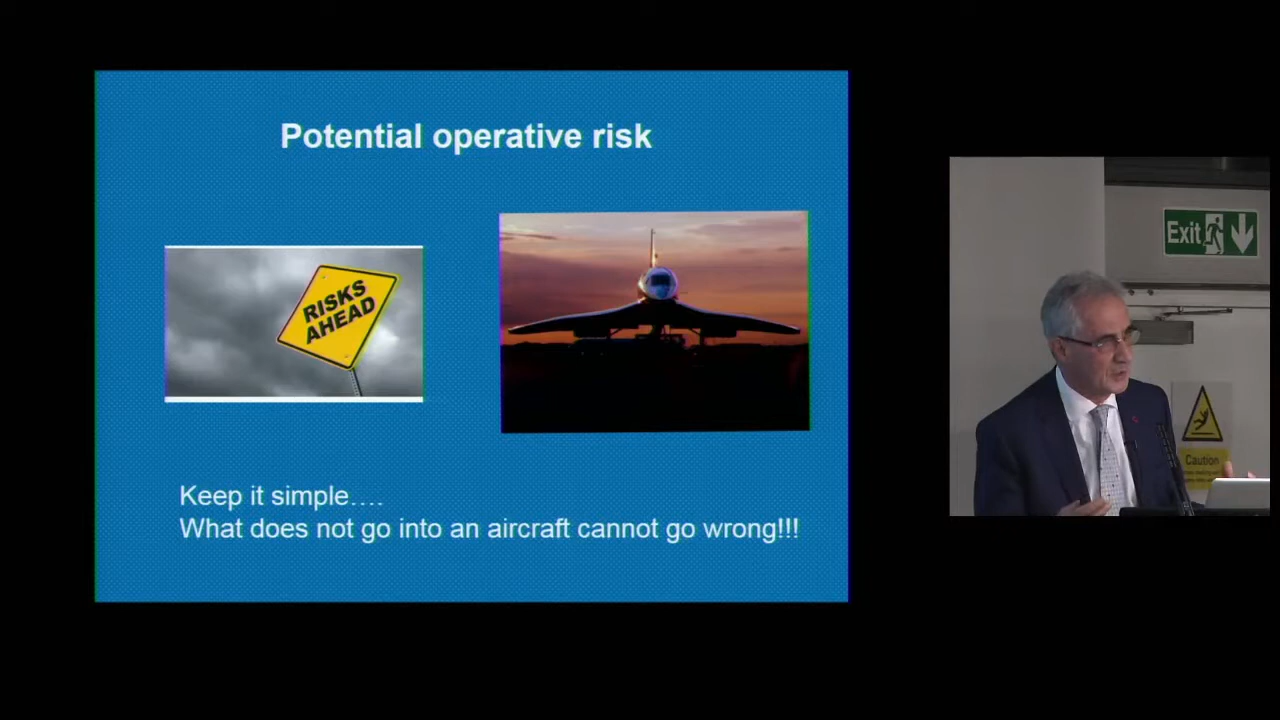 Potential operative risk
RISKS
AHEAD
Keep it simple….
What does not go into an aircraft cannot go wrong!!!
Exit
Caution